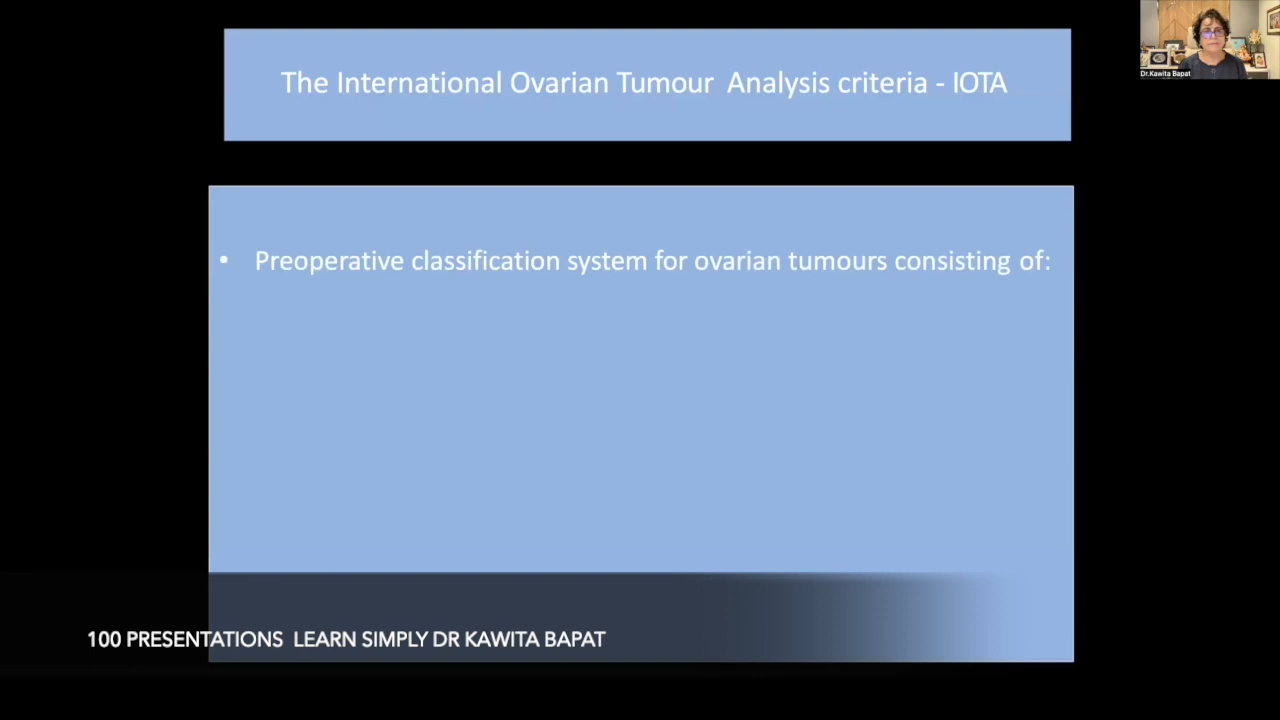 The International Ovarian Tumour Analysis criteria - IOTA
Dr.Kawita Bapat
• Preoperative classification system for ovarian tumours consisting of:
100 PRESENTATIONS LEARN SIMPLY DR KAWITA BAPAT